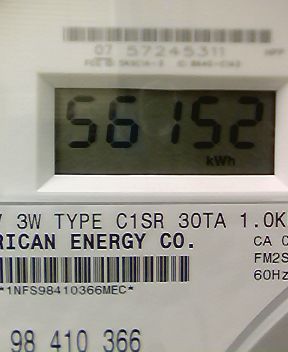 07 57245311
56152
kWh
3W TYPE C1SR 30TA 1.0K
RICAN ENERGY CO.
CA
FM2S
60Hz
*1NFS98410366MEC*
98 410 366